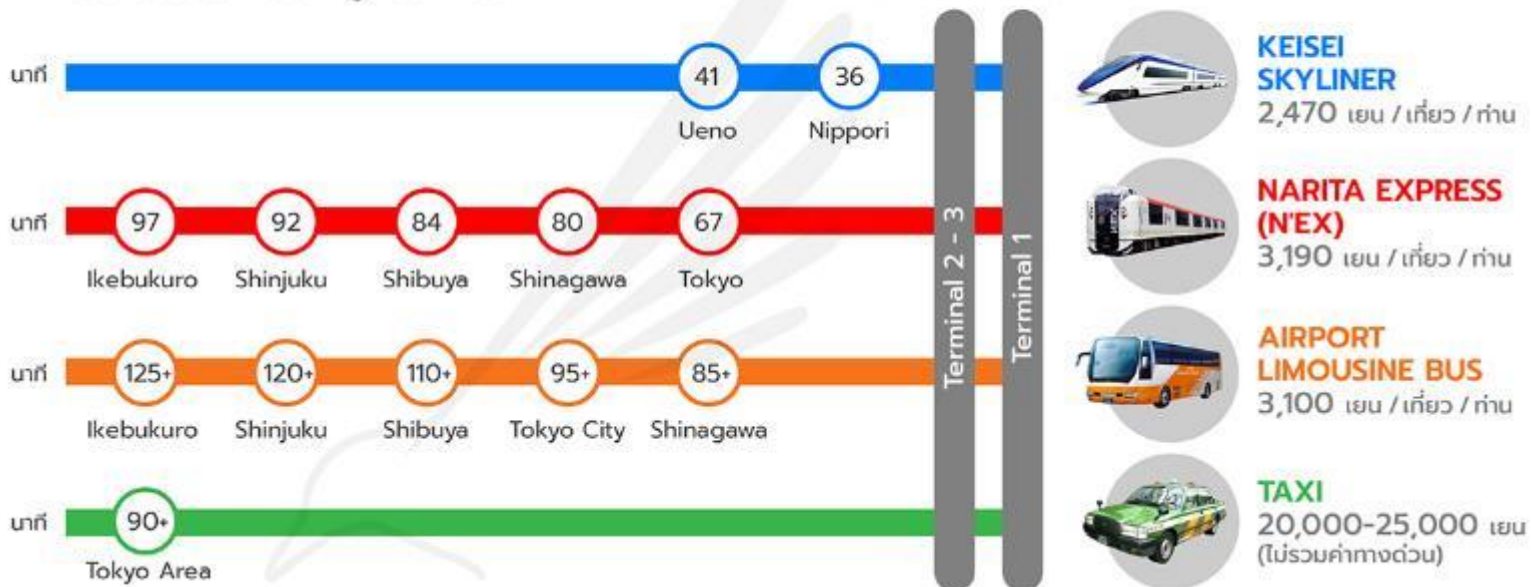 นาที
41
36
Ueno
Nippori
KEISEI
SKYLINER
2,470 เยน / เที่ยว / ท่าน
นาที
97
92
84
80
67
Ikebukuro
Shinjuku
Shibuya
Shinagawa
Tokyo
NARITA EXPRESS
(N'EX)
3,190 เยน / เที่ยว / ท่าน
Terminal 2 - 3
Terminal 1
นาที
125+
120+
110+
95+
85+
Ikebukuro
Shinjuku
Shibuya
Tokyo City
Shinagawa
AIRPORT
LIMOUSINE BUS
3,100 เยน / เที่ยว / ท่าน
นาที
90+
Tokyo Area
TAXI
20,000-25,000 เยน
(ไม่รวมค่าทางด่วน)